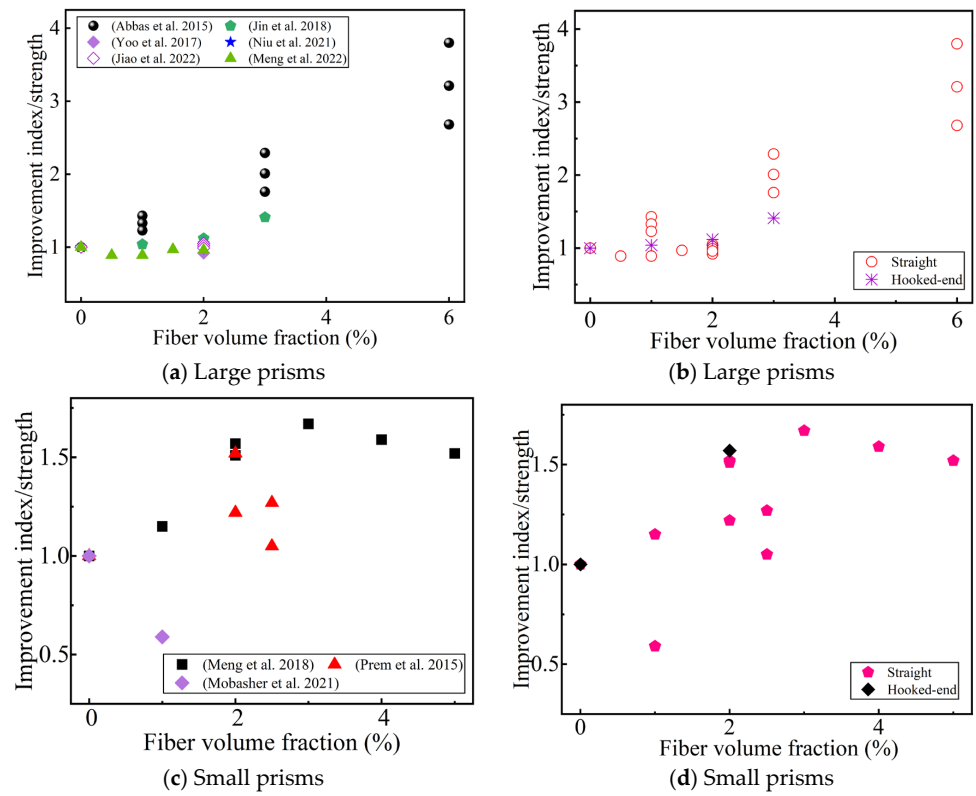 (Abbas et al. 2015) (Jin et al. 2018)
(Yoo et al. 2017) (Niu et al. 2021)
(Jiao et al. 2022) (Meng et al. 2022)
4
3
2
1
Improvement index/strength
0 2 4 6
Fiber volume fraction (%)
(a) Large prisms
4
3
2
1
Improvement index/strength
Straight
Hooked-end
0 2 4 6
Fiber volume fraction (%)
(b) Large prisms
1.5
1.0
0.5
Improvement index/strength
(Meng et al. 2018) (Prem et al. 2015)
(Mobasher et al. 2021)
0 2 4
Fiber volume fraction (%)
(c) Small prisms
1.5
1.0
0.5
Improvement index/strength
Straight
Hooked-end
0 2 4
Fiber volume fraction (%)
(d) Small prisms